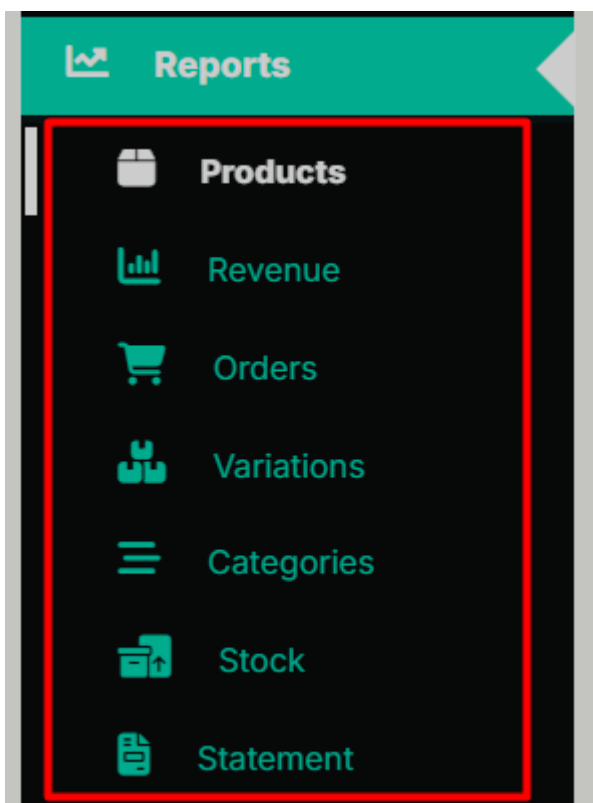 Reports
Products
Revenue
Orders
Variations
Categories
Stock
Statement